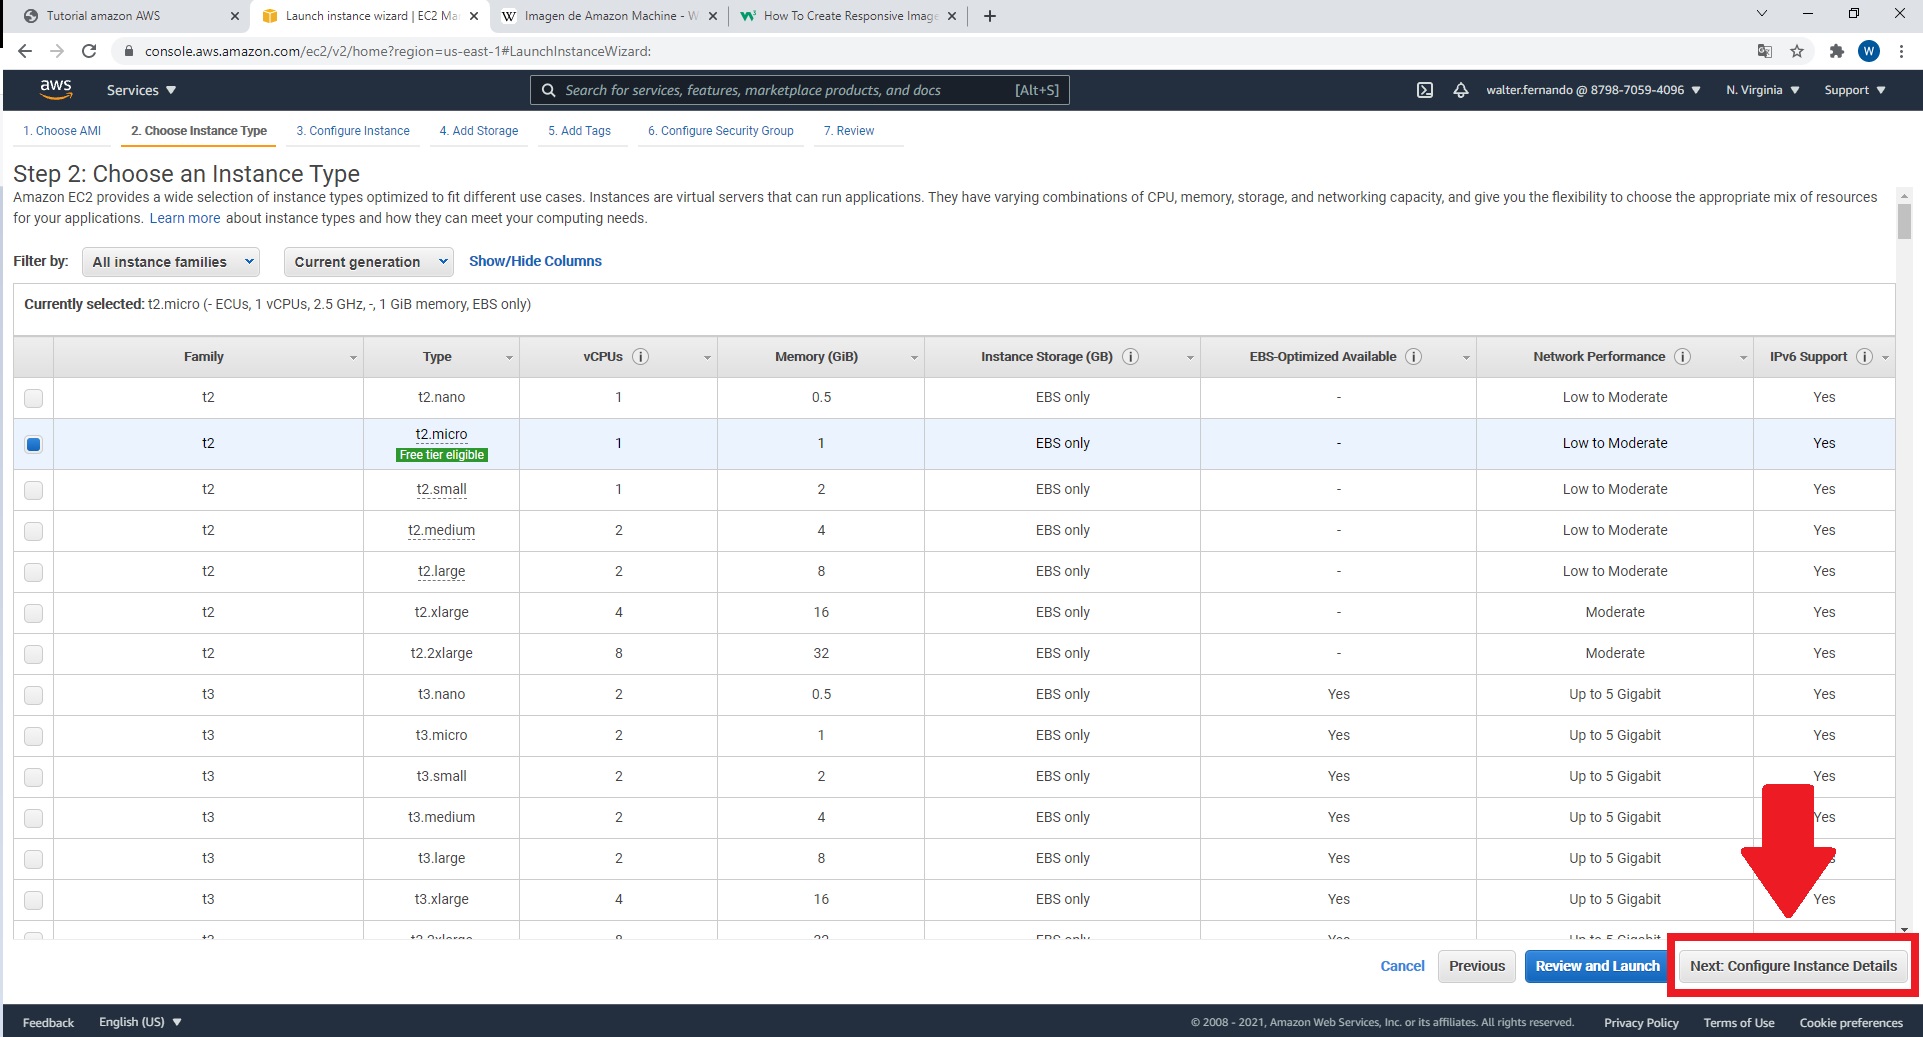 Tutorial amazon AWS
Launch instance wizard | EC2 Ma
Imagen de Amazon Machine - W
How To Create Responsive Image
console.aws.amazon.com/ec2/v2/home?region=us-east-1#LaunchInstanceWizard:
W
aws
Services
Search for services, features, marketplace products, and docs
[Alt+S]
walter.fernando @ 8798-7059-4096
N. Virginia
Support
1. Choose AMI
2. Choose Instance Type
3. Configure Instance
4. Add Storage
5. Add Tags
6. Configure Security Group
7. Review
Step 2: Choose an Instance Type
Amazon EC2 provides a wide selection of instance types optimized to fit different use cases. Instances are virtual servers that can run applications. They have varying combinations of CPU, memory, storage, and networking capacity, and give you the flexibility to choose the appropriate mix of resources
for your applications. Learn more about instance types and how they can meet your computing needs.
Filter by: All instance families Current generation Show/Hide Columns
Currently selected: t2.micro (- ECUs, 1 vCPUs, 2.5 GHz, -, 1 GiB memory, EBS only)
Family Type vCPUs i Memory (GiB) Instance Storage (GB) i EBS-Optimized Available i Network Performance i IPv6 Support i
t2 t2.nano 1 0.5 EBS only - Low to Moderate Yes
t2 t2.micro 1 1 EBS only - Low to Moderate Yes
Free tier eligible
t2 t2.small 1 2 EBS only - Low to Moderate Yes
t2 t2.medium 2 4 EBS only - Low to Moderate Yes
t2 t2.large 2 8 EBS only - Low to Moderate Yes
t2 t2.xlarge 4 16 EBS only - Moderate Yes
t2 t2.2xlarge 8 32 EBS only - Moderate Yes
t3 t3.nano 2 0.5 EBS only Yes Up to 5 Gigabit Yes
t3 t3.micro 2 1 EBS only Yes Up to 5 Gigabit Yes
t3 t3.small 2 2 EBS only Yes Up to 5 Gigabit Yes
t3 t3.medium 2 4 EBS only Yes Up to 5 Gigabit Yes
t3 t3.large 2 8 EBS only Yes Up to 5 Gigabit
t3 t3.xlarge 4 16 EBS only Yes Up to 5 Gigabit Yes
t3 t3.2xlarge 8 32 EBS only Yes Up to 5 Gigabit
Cancel
Previous
Review and Launch
Next: Configure Instance Details
Feedback
English (US)
© 2008 - 2021, Amazon Web Services, Inc. or its affiliates. All rights reserved.
Privacy Policy
Terms of Use
Cookie preferences